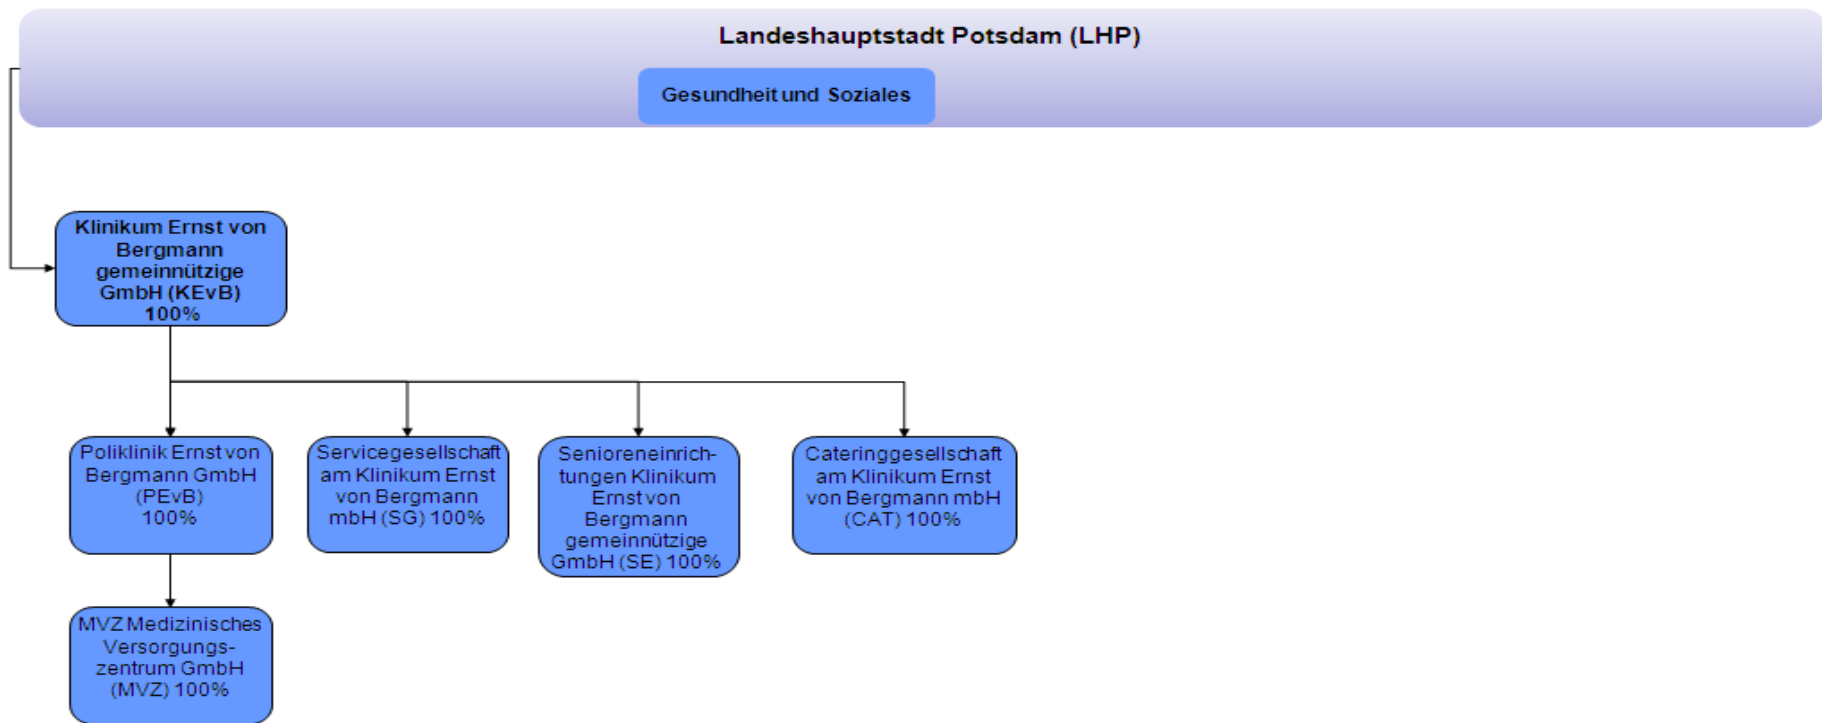 Landeshauptstadt Potsdam (LHP)
Gesundheit und Soziales
Klinikum Ernst von
Bergmann
gemeinnützige
GmbH (KEvB)
100%
Poliklinik Ernst von
Bergmann GmbH
(PEvB)
100%
Servicegesellschaft
am Klinikum Ernst
von Bergmann
mbH (SG) 100%
Senioreneinrich-
tungen Klinikum
Ernst von
Bergmann
gemeinnützige
GmbH (SE) 100%
Cateringgesellschaft
am Klinikum Ernst
von Bergmann mbH
(CAT) 100%
MVZ Medizinisches
Versorgungs-
zentrum GmbH
(MVZ) 100%